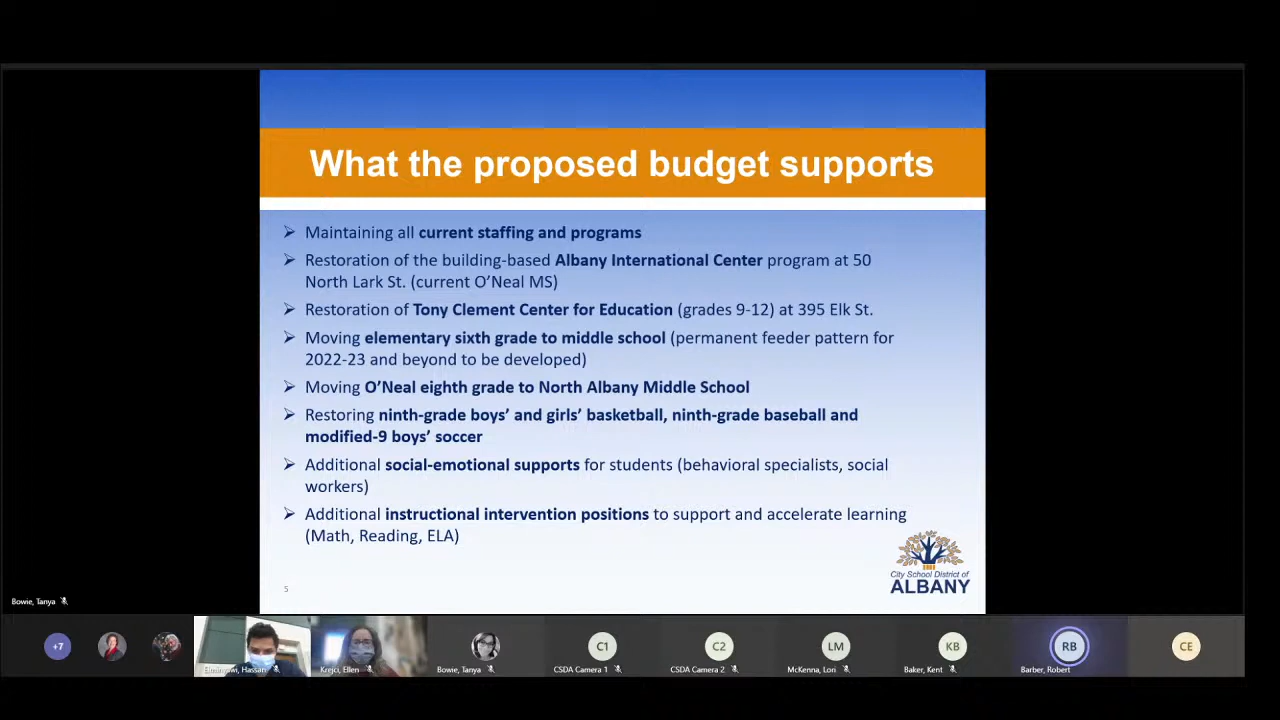 What the proposed budget supports
➢ Maintaining all current staffing and programs
➢ Restoration of the building-based Albany International Center program at 50
North Lark St. (current O’Neal MS)
➢ Restoration of Tony Clement Center for Education (grades 9-12) at 395 Elk St.
➢ Moving elementary sixth grade to middle school (permanent feeder pattern for
2022-23 and beyond to be developed)
➢ Moving O’Neal eighth grade to North Albany Middle School
➢ Restoring ninth-grade boys’ and girls’ basketball, ninth-grade baseball and
modified-9 boys’ soccer
➢ Additional social-emotional supports for students (behavioral specialists, social
workers)
➢ Additional instructional intervention positions to support and accelerate learning
(Math, Reading, ELA)
City School District of
ALBANY
5
Bowie, Tanya
+7
C1
C2
LM
KB
RB
CE
Hassan
Krejci, Ellen
Bowie, Tanya
CSDA Camera 1
CSDA Camera 2
McKenna, Lori
Baker, Kent
Barber, Robert